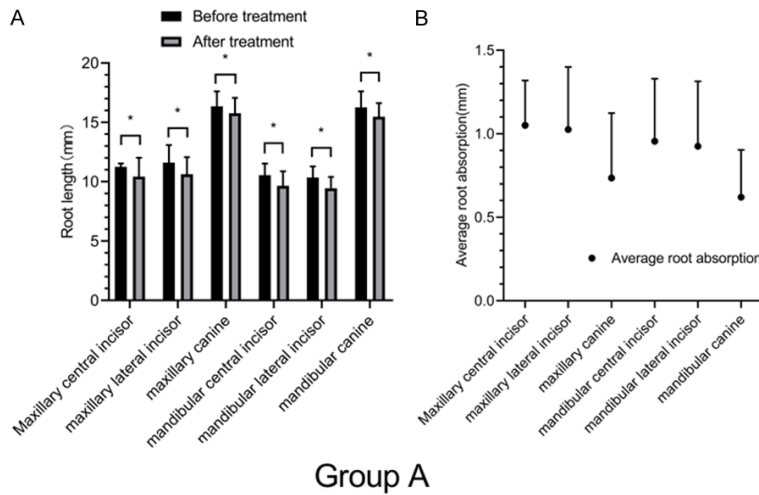 A
Before treatment
After treatment
Root length (mm)
20
15
10
5
0
*
*
*
*
*
*
Maxillary central incisor
maxillary lateral incisor
maxillary canine
mandibular central incisor
mandibular lateral incisor
mandibular canine
B
Average root absorption(mm)
1.5
1.0
0.5
0.0
Average root absorption
Maxillary central incisor
maxillary lateral incisor
maxillary canine
mandibular central incisor
mandibular lateral incisor
mandibular canine
Group A